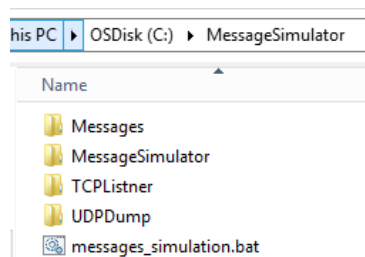 his PC ▸ OSDisk (C:) ▸ MessageSimulator
Name
Messages
MessageSimulator
TCPListner
UDPDump
messages_simulation.bat